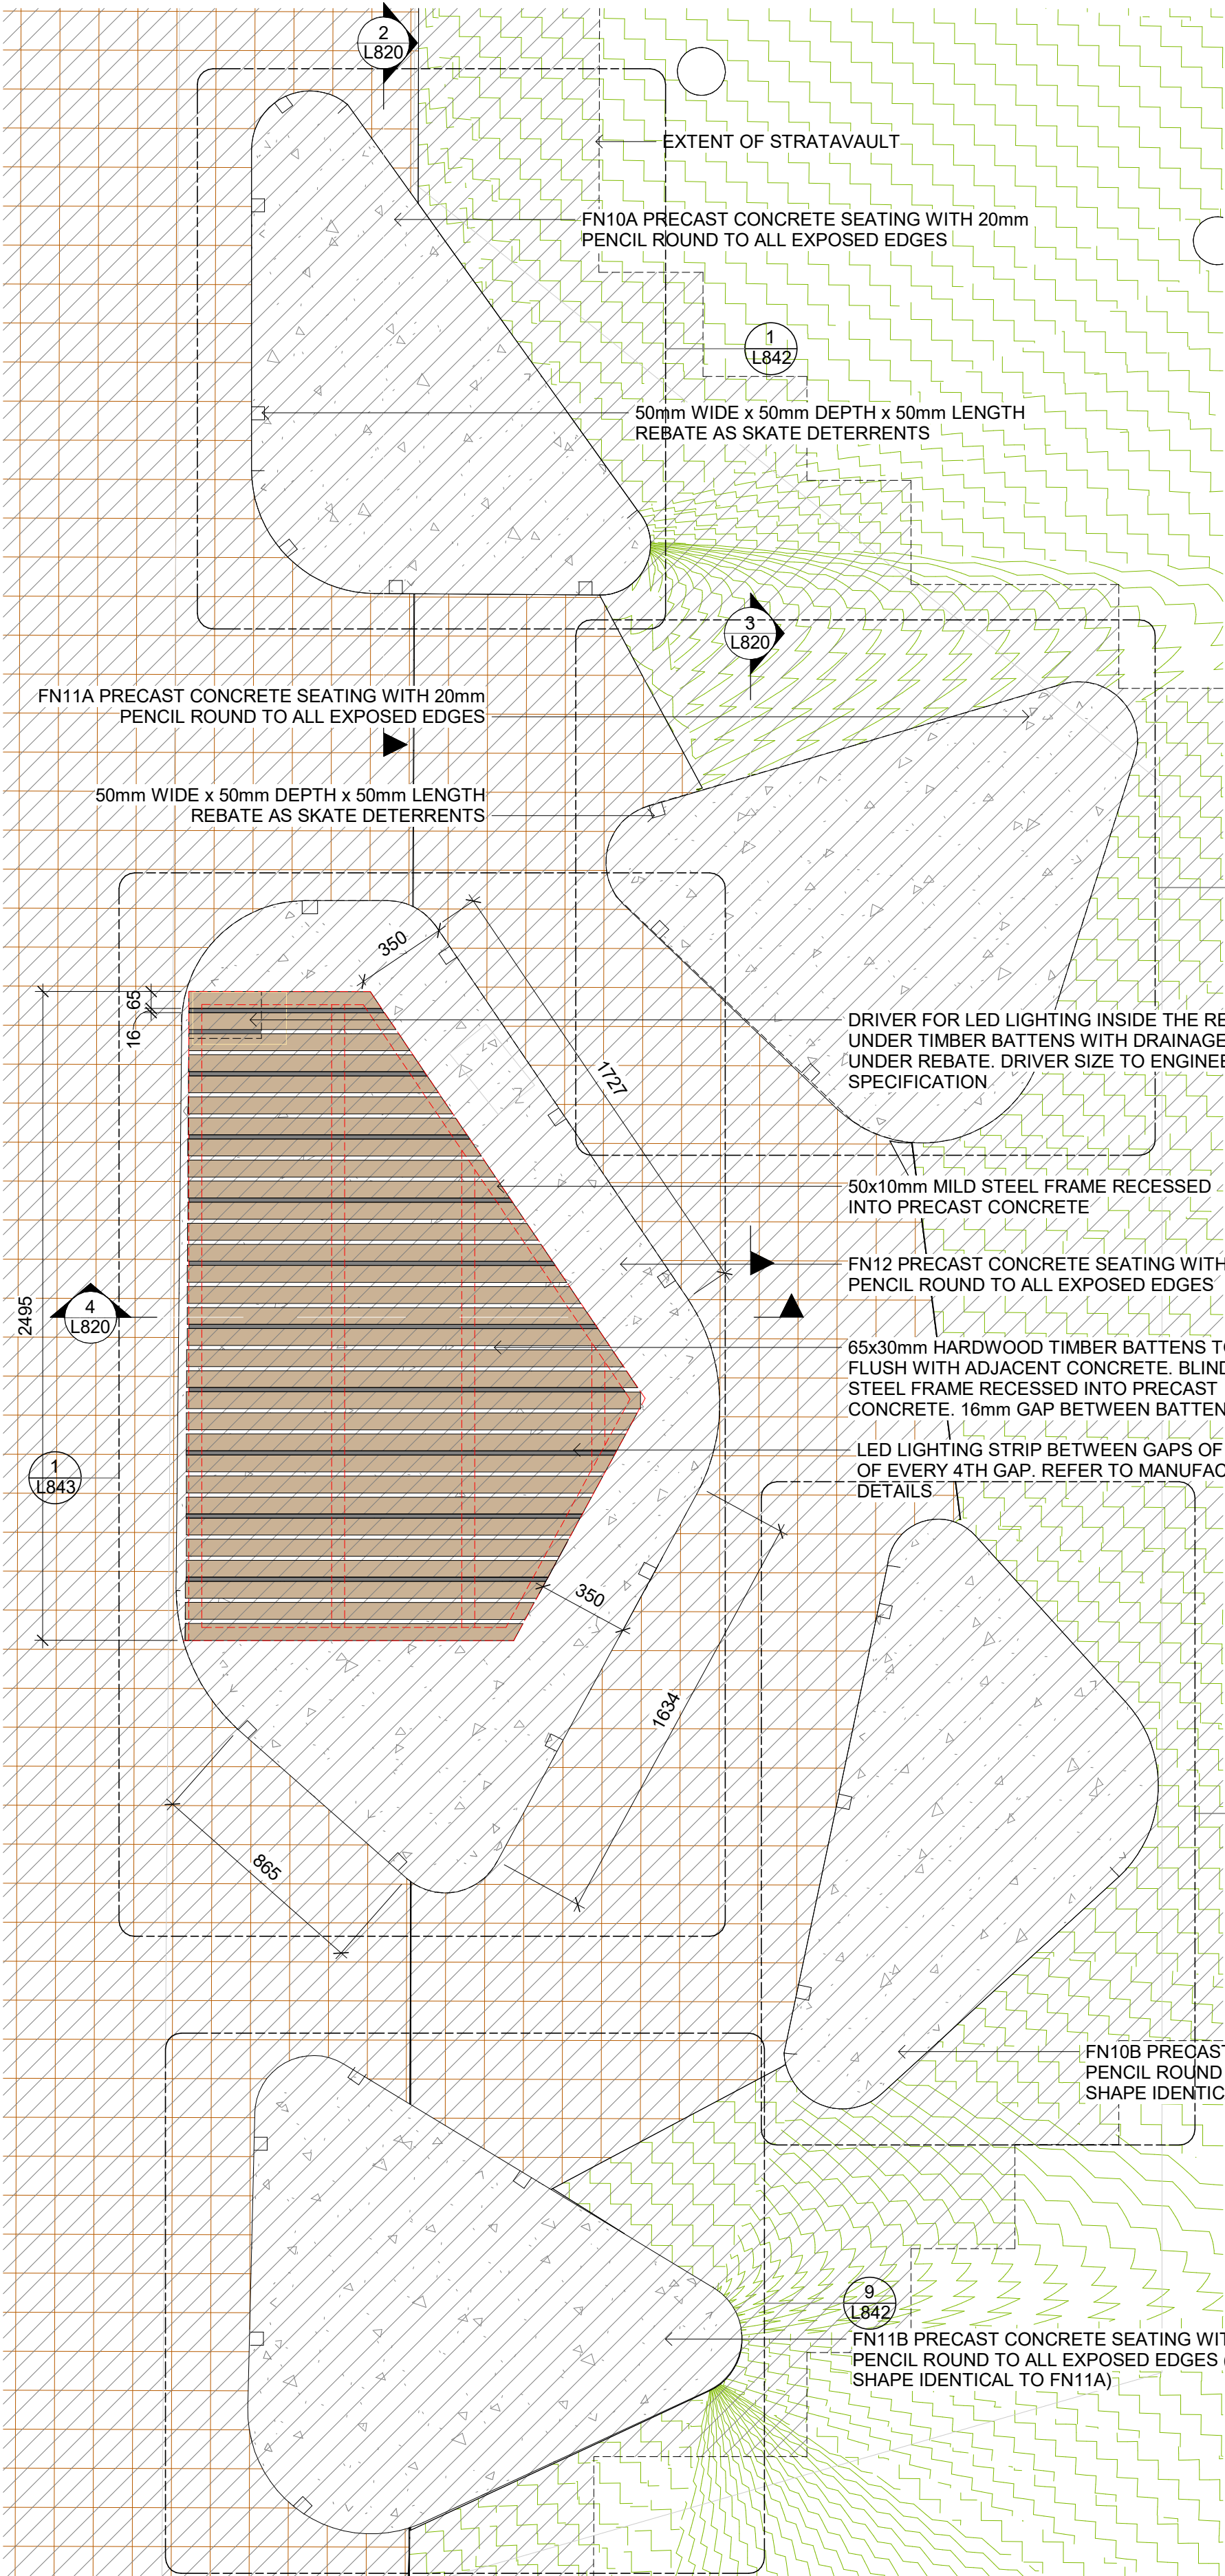 2
L820
EXTENT OF STRATAVAULT
FN10A PRECAST CONCRETE SEATING WITH 20mm
PENCIL ROUND TO ALL EXPOSED EDGES
1
L842
50mm WIDE x 50mm DEPTH x 50mm LENGTH
REBATE AS SKATE DETERRENTS
3
L820
FN11A PRECAST CONCRETE SEATING WITH 20mm
PENCIL ROUND TO ALL EXPOSED EDGES
50mm WIDE x 50mm DEPTH x 50mm LENGTH
REBATE AS SKATE DETERRENTS
350
65
16
1727
DRIVER FOR LED LIGHTING INSIDE THE RE
UNDER TIMBER BATTENS WITH DRAINAGE
UNDER REBATE. DRIVER SIZE TO ENGINEE
SPECIFICATION
50x10mm MILD STEEL FRAME RECESSED
INTO PRECAST CONCRETE
FN12 PRECAST CONCRETE SEATING WITH
PENCIL ROUND TO ALL EXPOSED EDGES
2495
4
L820
65x30mm HARDWOOD TIMBER BATTENS TO
FLUSH WITH ADJACENT CONCRETE. BLIND
STEEL FRAME RECESSED INTO PRECAST
CONCRETE. 16mm GAP BETWEEN BATTEN
LED LIGHTING STRIP BETWEEN GAPS OF
OF EVERY 4TH GAP. REFER TO MANUFAC
DETAILS
1
L843
350
1634
865
FN10B PRECAST
PENCIL ROUND
SHAPE IDENTIC
9
L842
FN11B PRECAST CONCRETE SEATING WIT
PENCIL ROUND TO ALL EXPOSED EDGES (
SHAPE IDENTICAL TO FN11A)